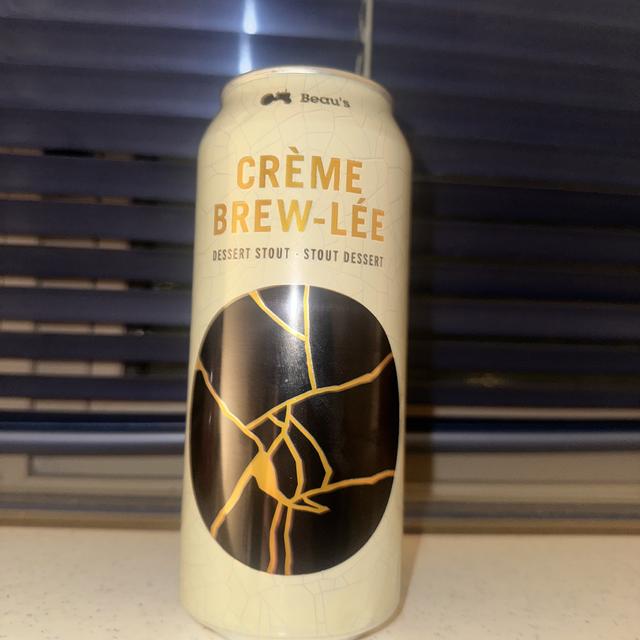 Beau's
CRÈME
BREW-LÉE
DESSERT STOUT · STOUT DESSERT